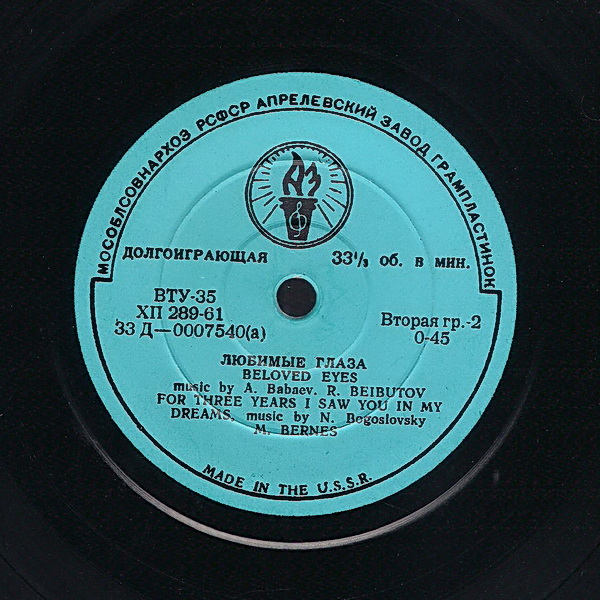 МОСОБЛСОВНАРХОЗ РСФСР АПРЕЛЕВСКИЙ ЗАВОД ГРАМПЛАСТИНОК
АЗ
ДОЛГОИГРАЮЩАЯ 33⅓ об. в мин.
ВТУ-35
ХП 289-61
33 Д—0007540(а)
Вторая гр.-2
0-45
ЛЮБИМЫЕ ГЛАЗА
BELOVED EYES
music by A. Babaev. R. BEIBUTOV
FOR THREE YEARS I SAW YOU IN MY
DREAMS, music by N. Bogoslovsky
M. BERNES
MADE IN THE U.S.S.R.